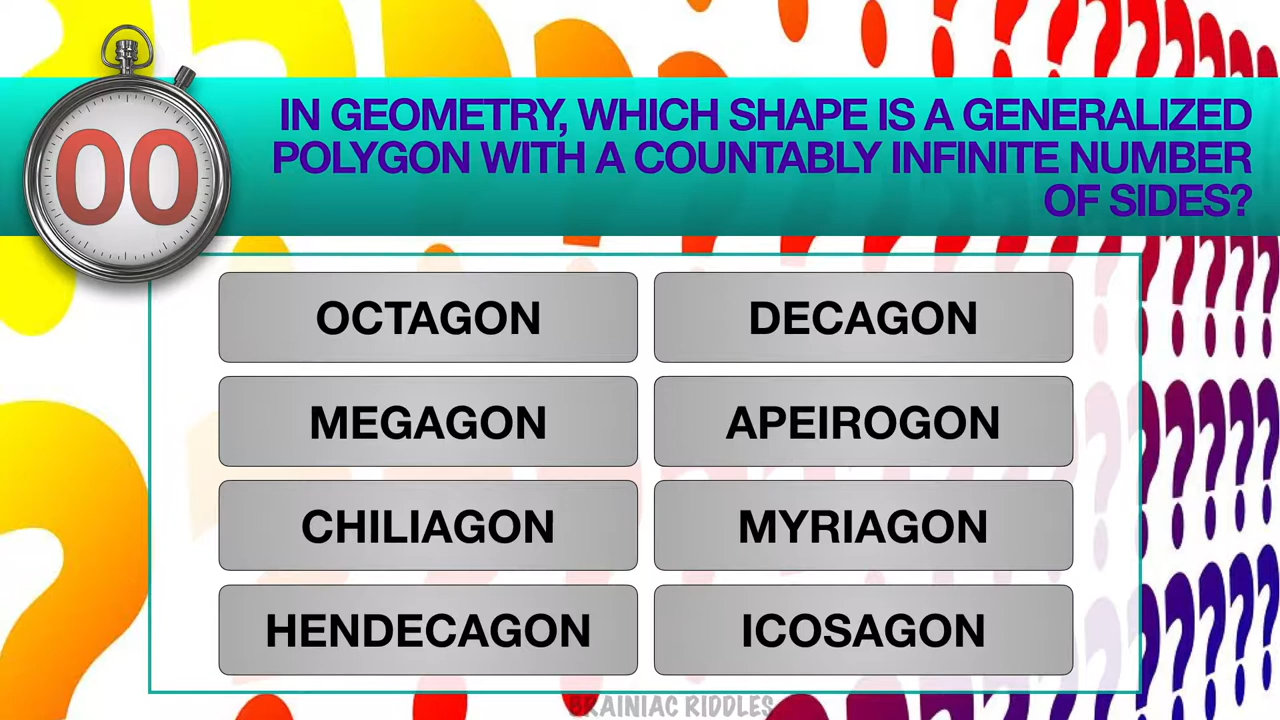 00
IN GEOMETRY, WHICH SHAPE IS A GENERALIZED
POLYGON WITH A COUNTABLY INFINITE NUMBER
OF SIDES?
OCTAGON
DECAGON
MEGAGON
APEIROGON
CHILIAGON
MYRIAGON
HENDECAGON
ICOSAGON
BRAINIAC RIDDLES